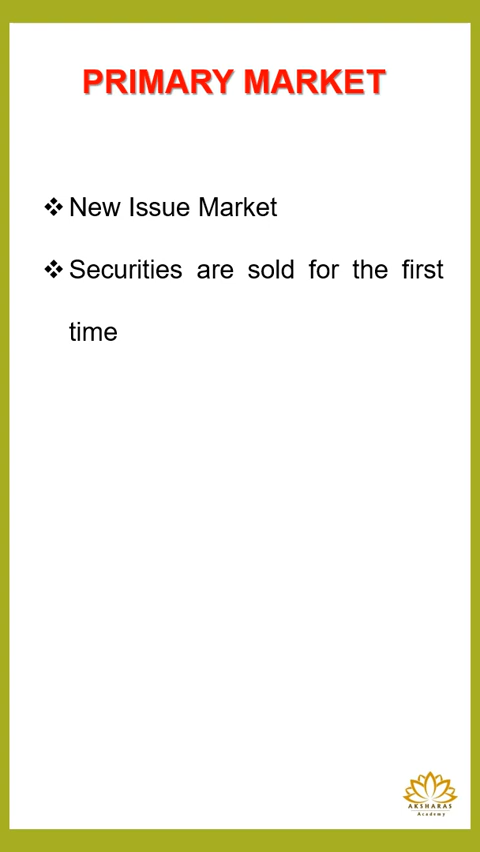 PRIMARY MARKET
❖ New Issue Market
❖ Securities are sold for the first
time
AKSHARAS
Academy